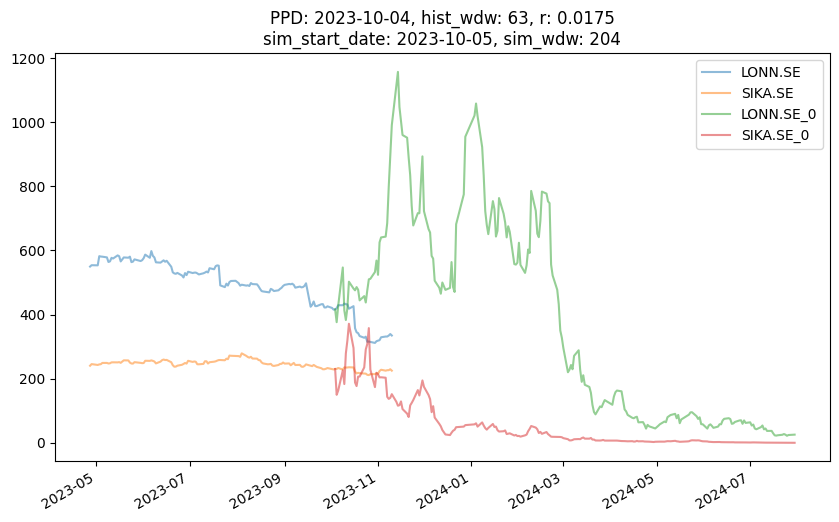 PPD: 2023-10-04, hist_wdw: 63, r: 0.0175
sim_start_date: 2023-10-05, sim_wdw: 204
LONN.SE
SIKA.SE
LONN.SE_0
SIKA.SE_0
1200
1000
800
600
400
200
0
2023-05
2023-07
2023-09
2023-11
2024-01
2024-03
2024-05
2024-07